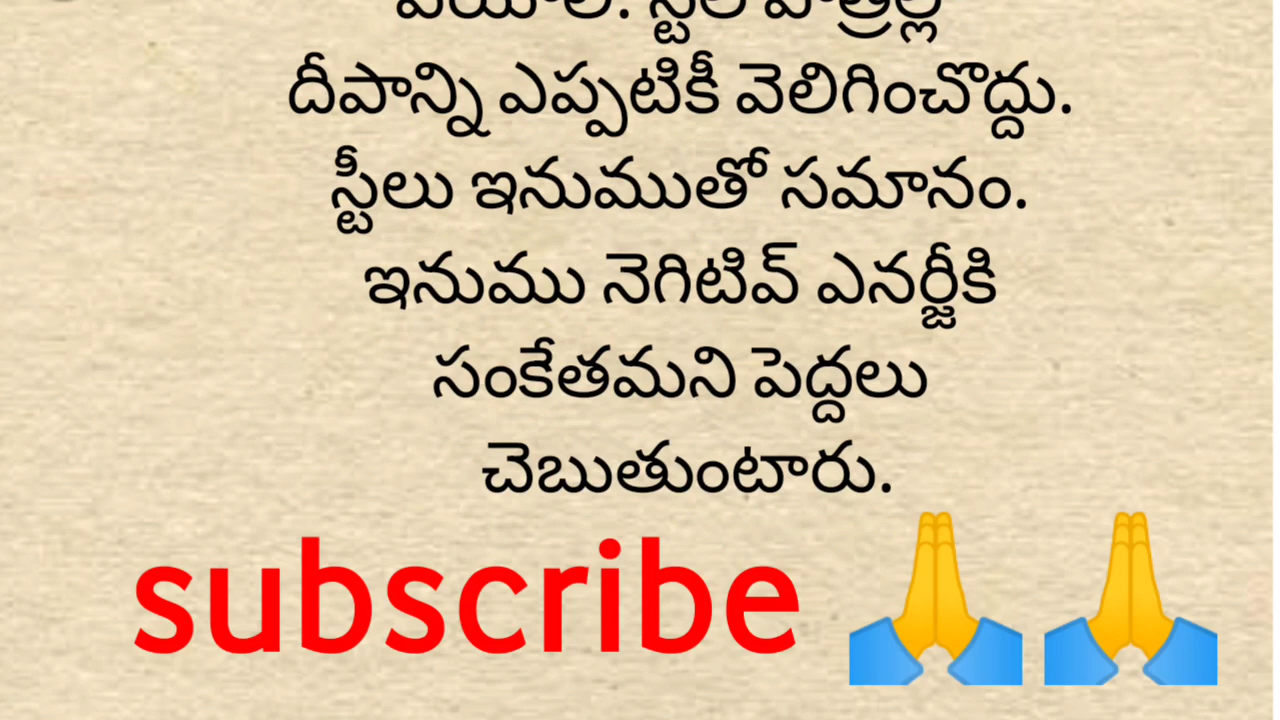 దీపాన్ని ఎప్పటికీ వెలిగించొద్దు.
స్టీలు ఇనుముతో సమానం.
ఇనుము నెగిటివ్ ఎనర్జీకి
సంకేతమని పెద్దలు
చెబుతుంటారు.
subscribe 🙏🙏